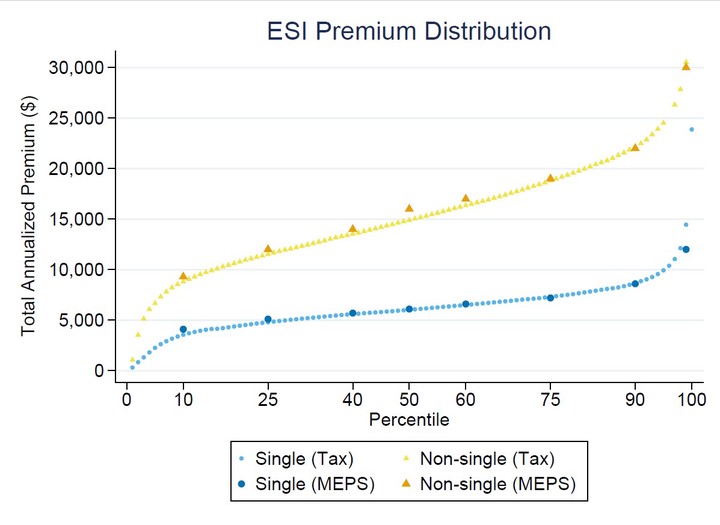 ESI Premium Distribution
Total Annualized Premium ($)
30,000
25,000
20,000
15,000
10,000
5,000
0
0 10 25 40 50 60 75 90 100
Percentile
Single (Tax) Non-single (Tax)
Single (MEPS) Non-single (MEPS)